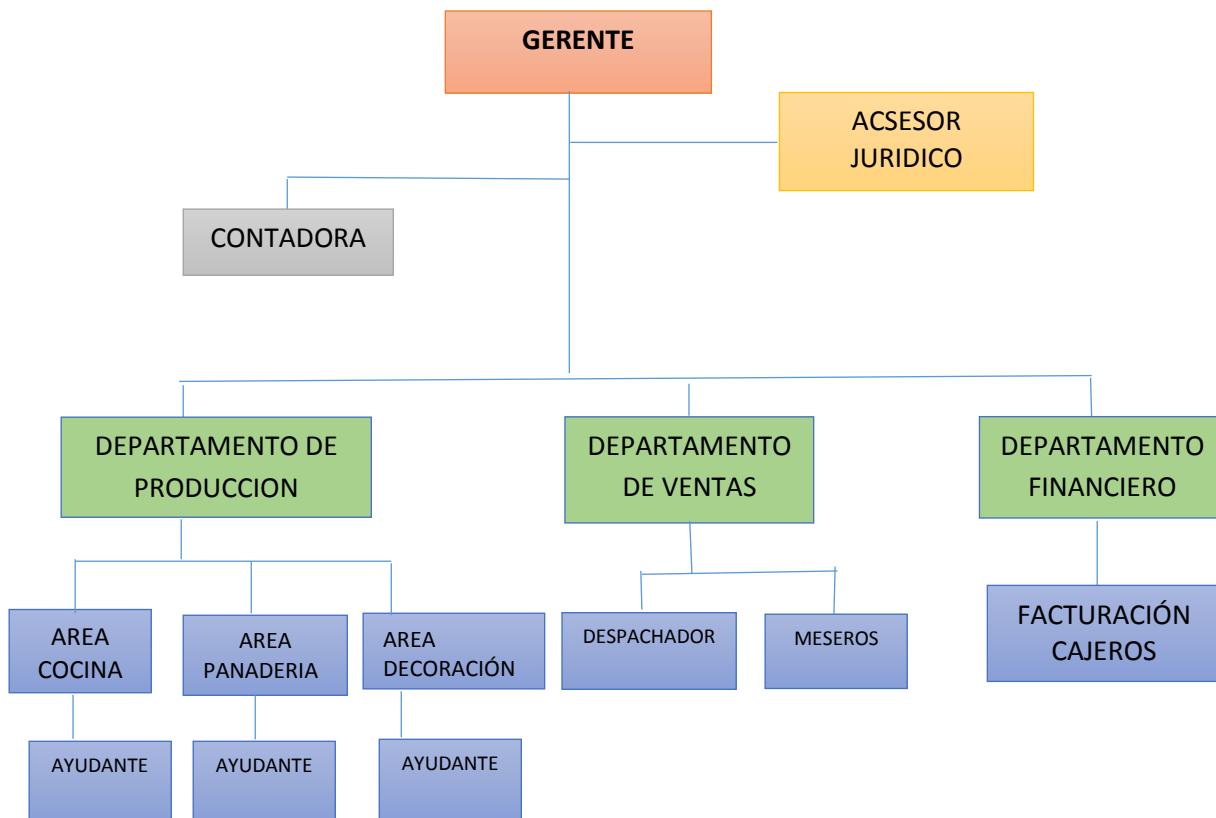 GERENTE
ACSESOR
JURIDICO
CONTADORA
DEPARTAMENTO DE
PRODUCCION
DEPARTAMENTO
DE VENTAS
DEPARTAMENTO
FINANCIERO
AREA
COCINA
AREA
PANADERIA
AREA
DECORACIÓN
DESPACHADOR
MESEROS
FACTURACIÓN
CAJEROS
AYUDANTE
AYUDANTE
AYUDANTE